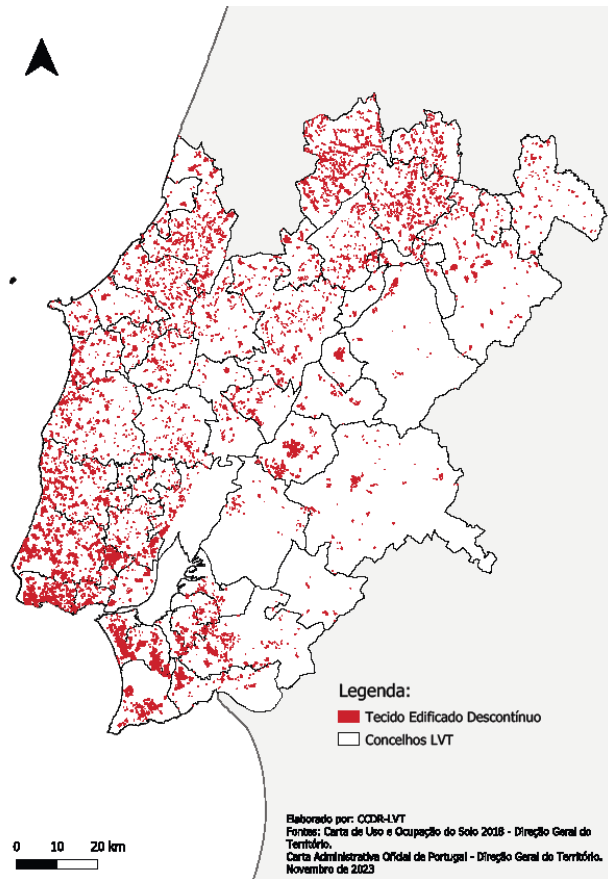 Legenda:
Tecido Edificado Descontínuo
Concelhos LVT
Elaborado por: CCDR-LVT
Fontes: Carta de Uso e Ocupação do Solo 2018 - Direção Geral do
Território.
Carta Administrativa Oficial de Portugal - Direção Geral do Território.
Novembro de 2023
0 10 20 km